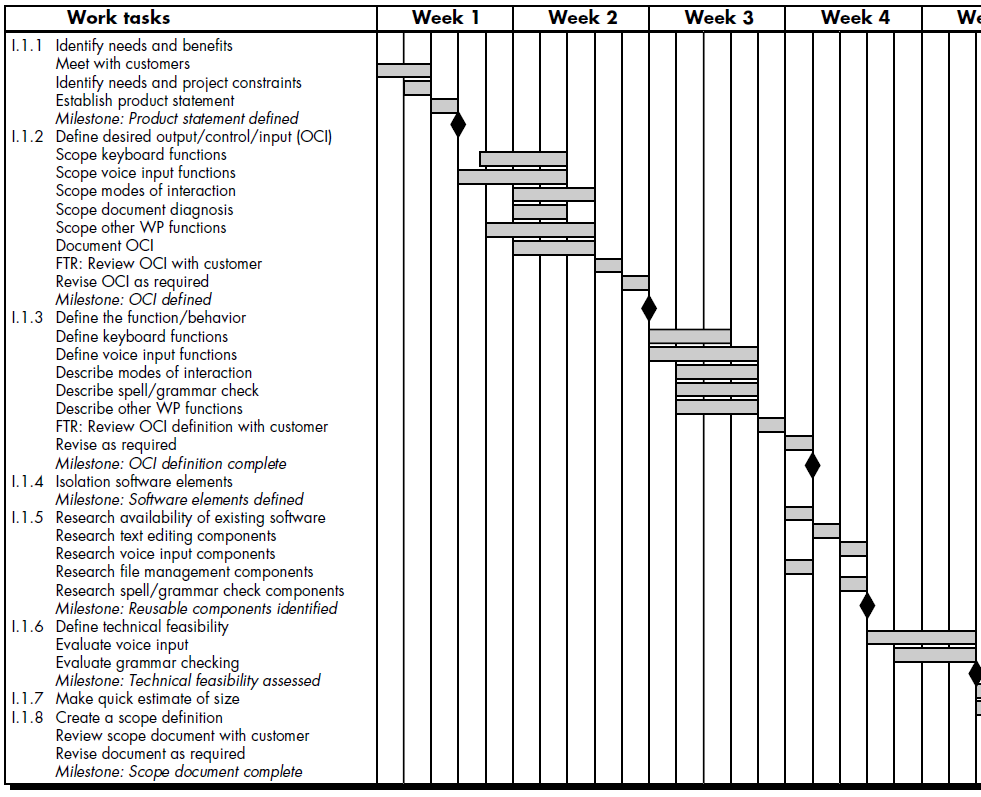 Work tasks Week 1 Week 2 Week 3 Week 4 We
I.1.1 Identify needs and benefits
Meet with customers
Identify needs and project constraints
Establish product statement
Milestone: Product statement defined
I.1.2 Define desired output/control/input (OCI)
Scope keyboard functions
Scope voice input functions
Scope modes of interaction
Scope document diagnosis
Scope other WP functions
Document OCI
FTR: Review OCI with customer
Revise OCI as required
Milestone: OCI defined
I.1.3 Define the function/behavior
Define keyboard functions
Define voice input functions
Describe modes of interaction
Describe spell/grammar check
Describe other WP functions
FTR: Review OCI definition with customer
Revise as required
Milestone: OCI definition complete
I.1.4 Isolation software elements
Milestone: Software elements defined
I.1.5 Research availability of existing software
Research text editing components
Research voice input components
Research file management components
Research spell/grammar check components
Milestone: Reusable components identified
I.1.6 Define technical feasibility
Evaluate voice input
Evaluate grammar checking
Milestone: Technical feasibility assessed
I.1.7 Make quick estimate of size
I.1.8 Create a scope definition
Review scope document with customer
Revise document as required
Milestone: Scope document complete